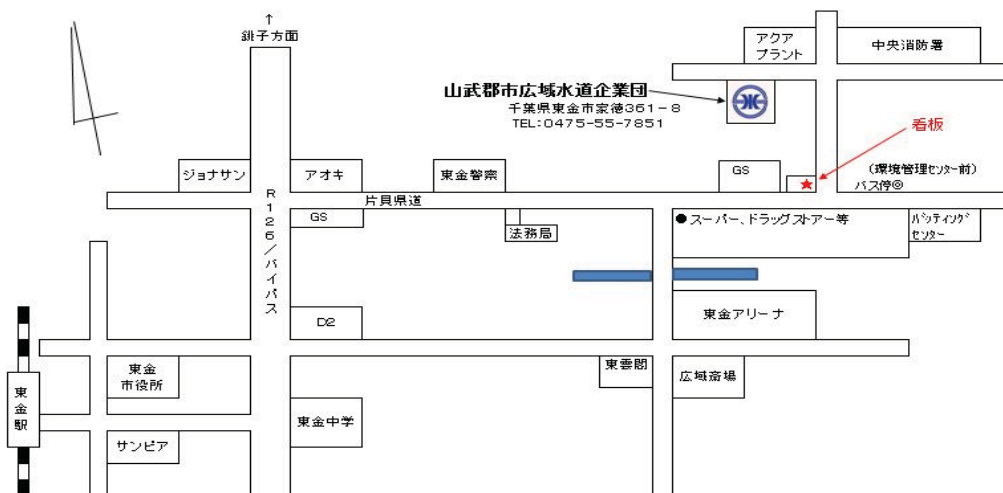 ↑
銚子方面
アクア
プラント
中央消防署
山武郡市広域水道企業団
千葉県東金市家徳361-8
TEL:0475-55-7851
看板
ジョナサン
アオキ
東金警察
GS
(環境管理センター前)
バス停◎
R126/バイパス
片貝県道
GS
法務局
●スーパー、ドラッグストアー等
バッティング
センター
D2
東金アリーナ
東金
市役所
東雲閣
広域斎場
東金駅
東金中学
サンピア